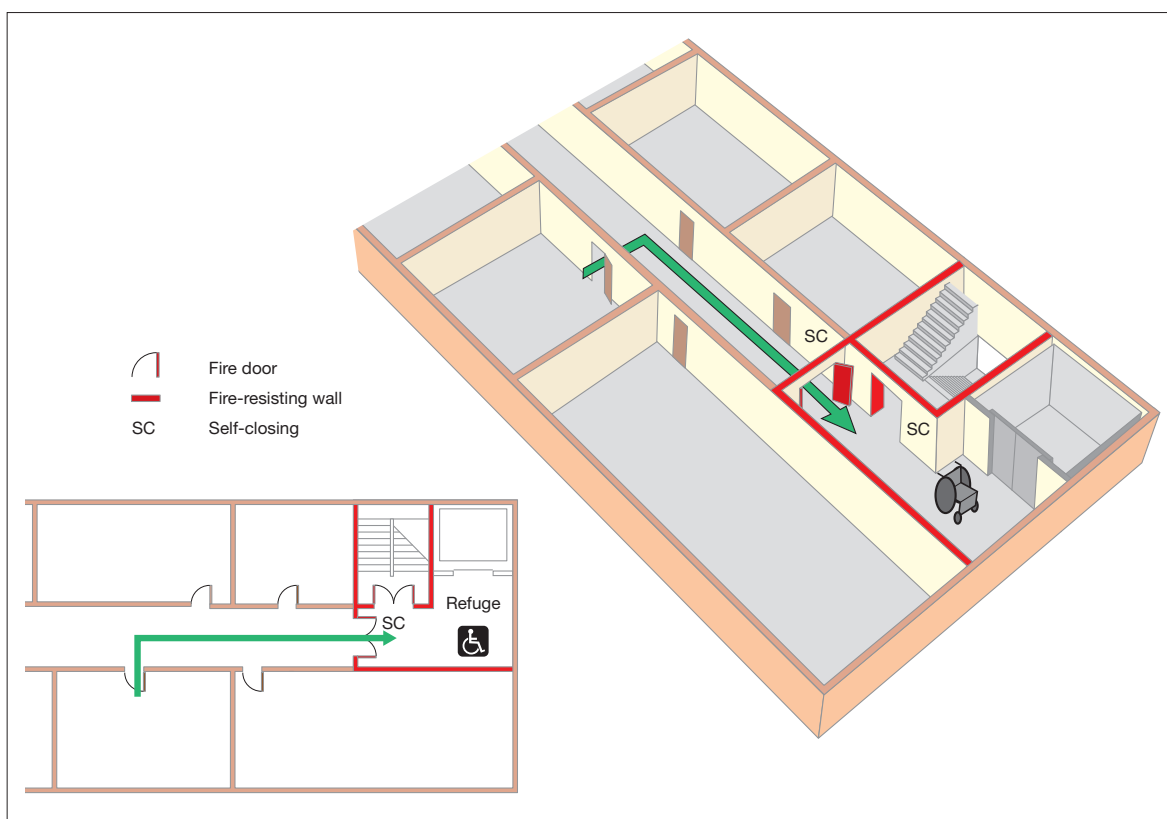 SC
SC
Fire door
Fire-resisting wall
SC Self-closing
Refuge
SC